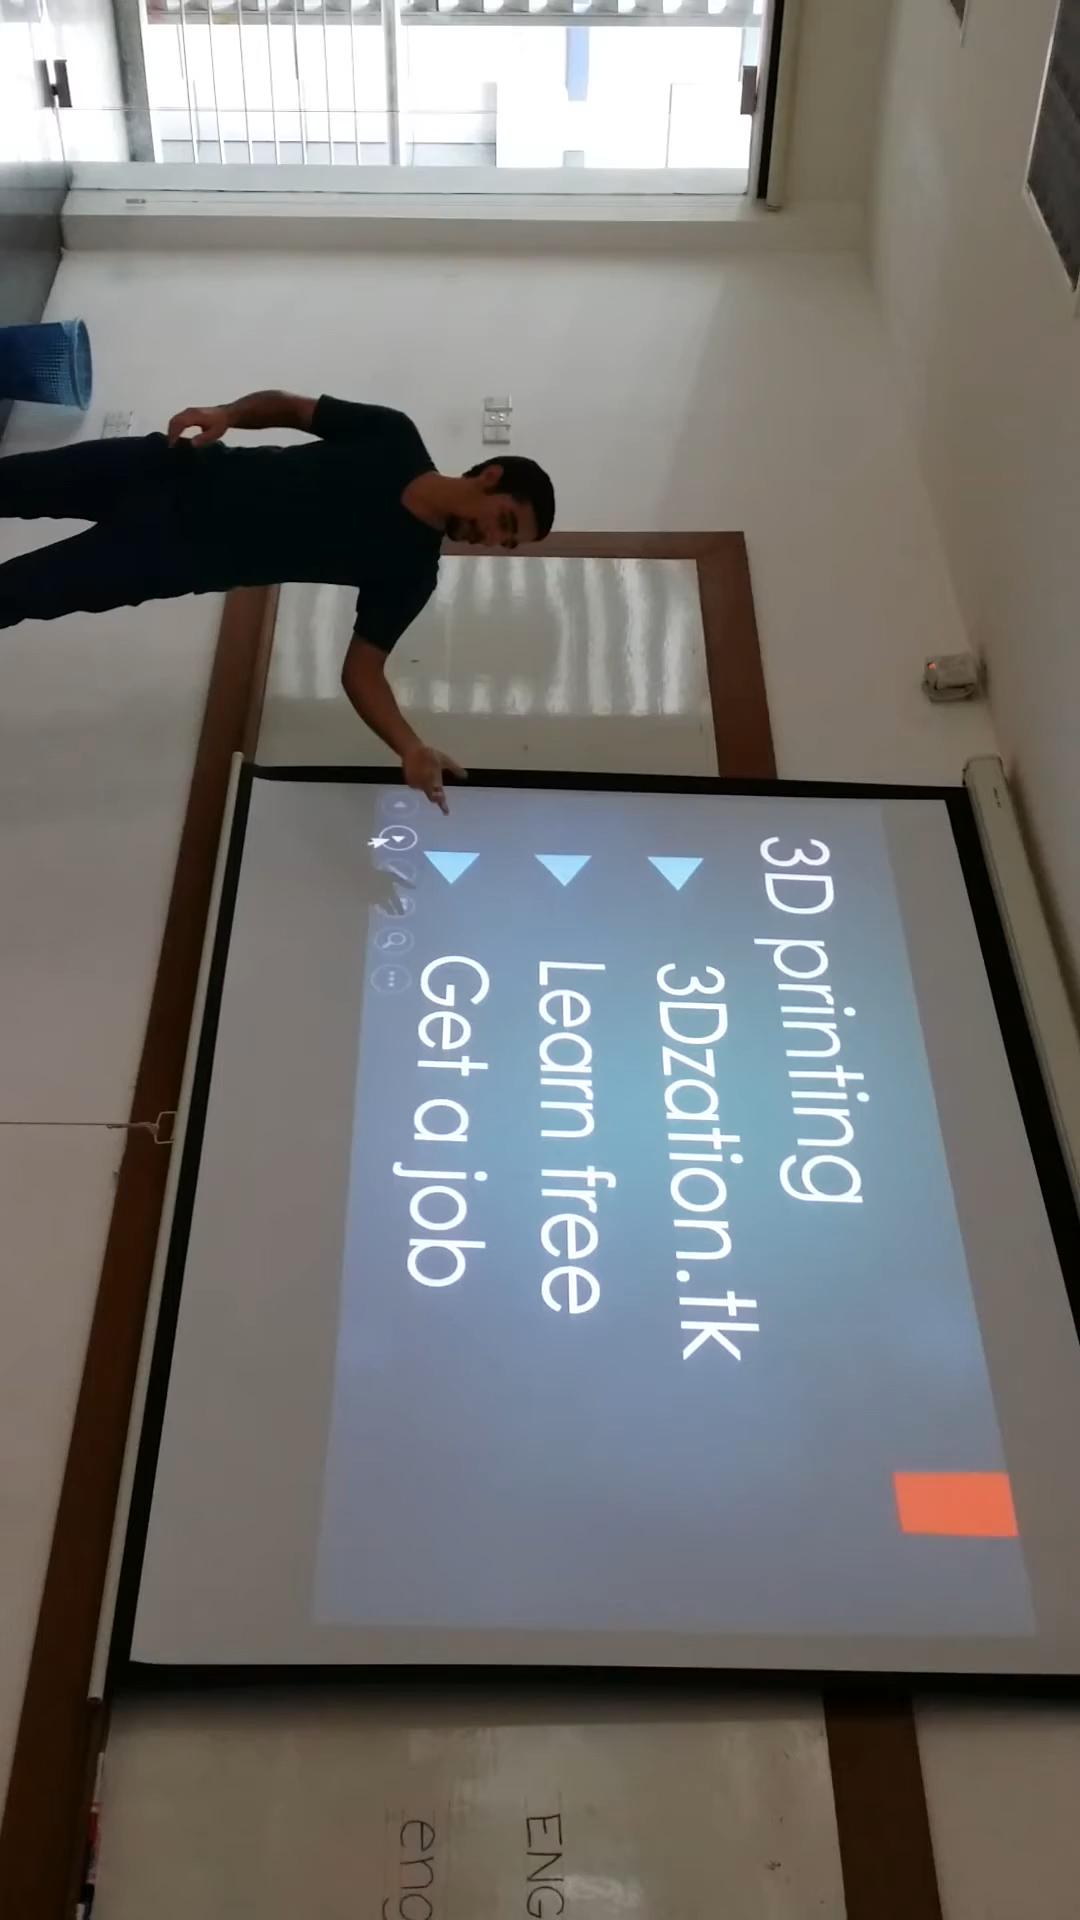 3D printing
3Dzation.tk
Learn free
Get a job
ENG
eng